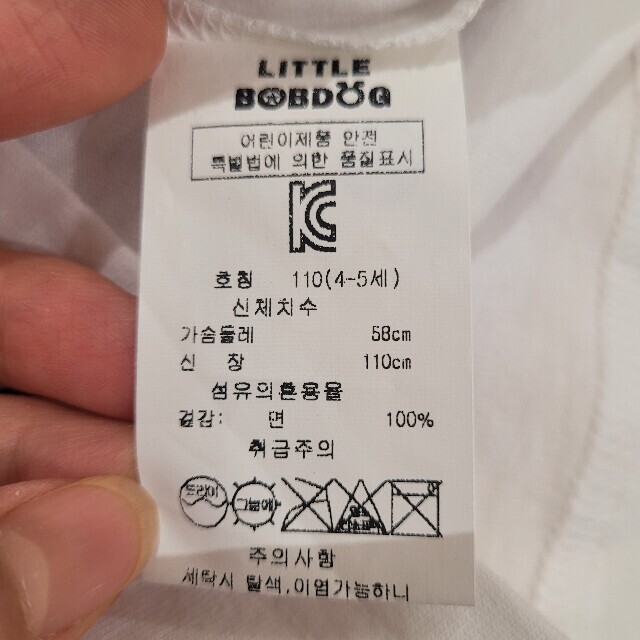 LITTLE
BOBDOG
어린이제품 안전
특별법에 의한 품질표시
호칭 110(4-5세)
신체치수
가슴둘레 58cm
신 장 110cm
섬유의혼용율
겉감: 면 100%
취급주의
드라이
그늘에
주의사항
세탁시 탈색,이염가능하니